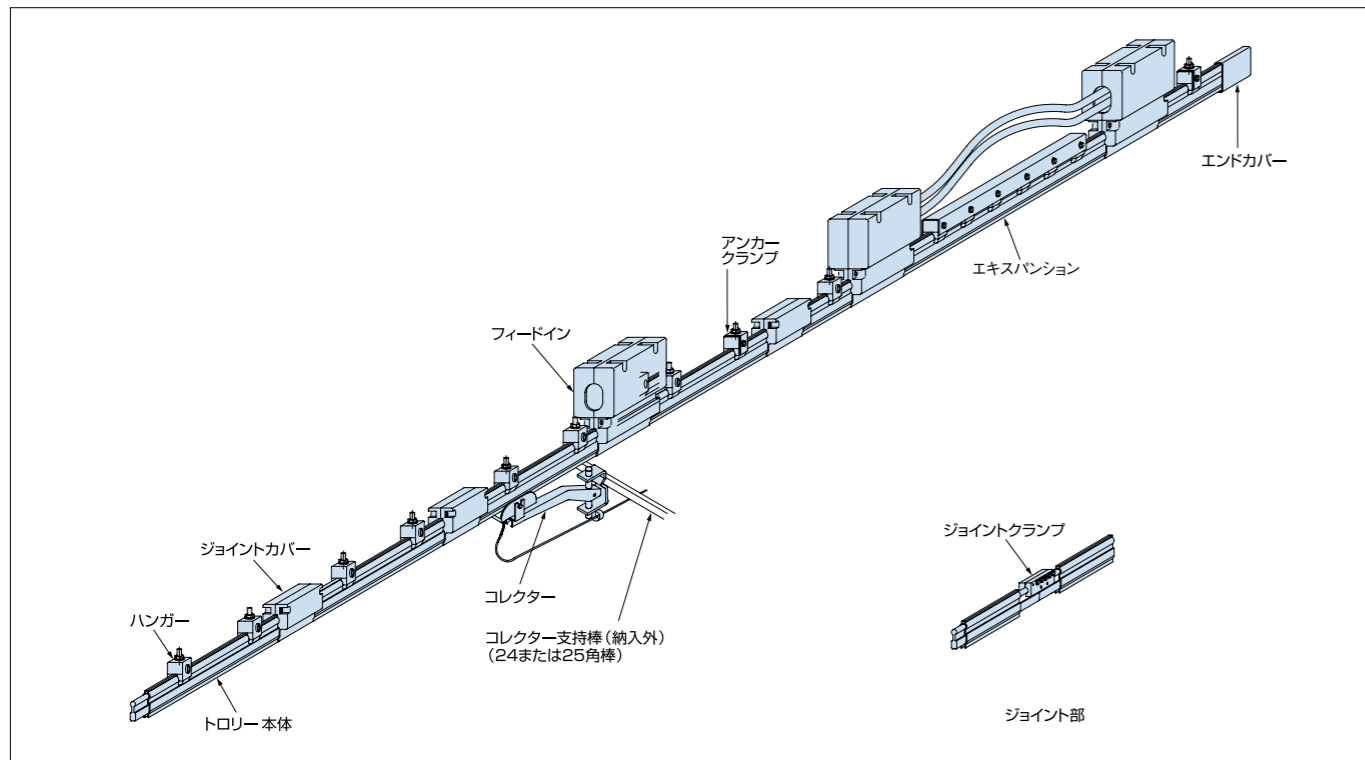 エンドカバー
エキスパンション
アンカー
クランプ
フィードイン
ジョイントカバー
ハンガー
トロリー本体
コレクター
コレクター支持棒（納入外）
（24または25角棒）
ジョイントクランプ
ジョイント部